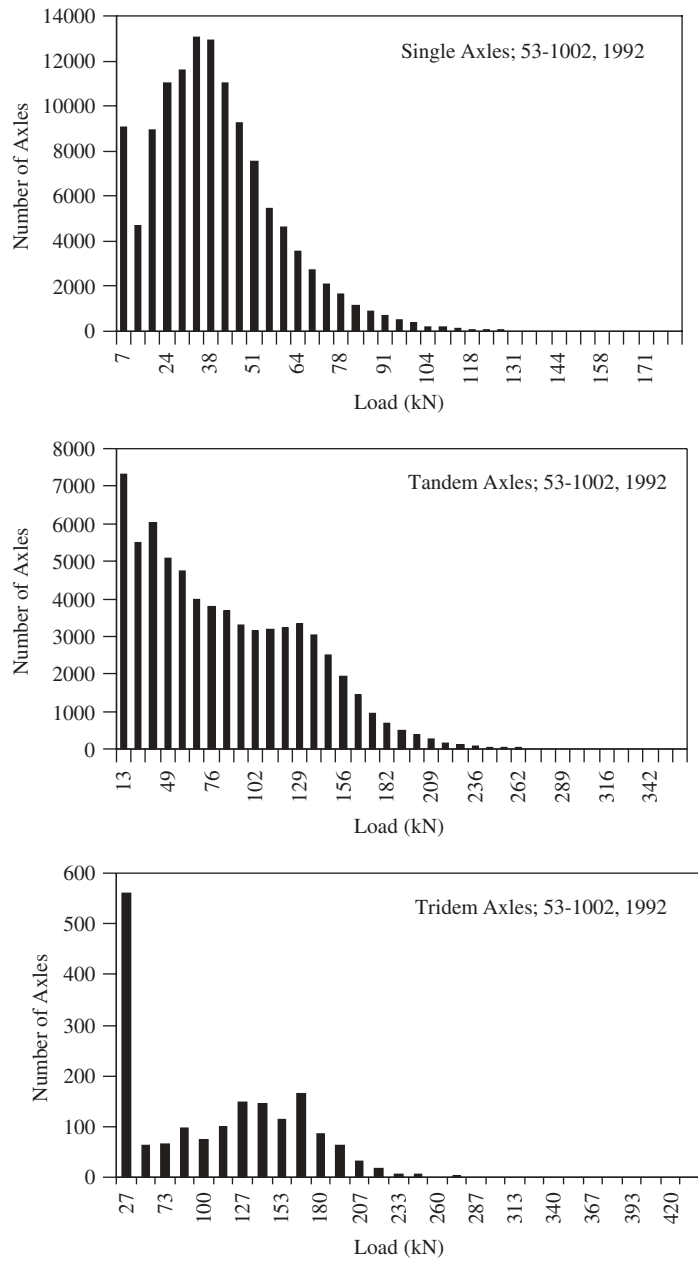 Single Axles; 53-1002, 1992
Number of Axles
14000
12000
10000
8000
6000
4000
2000
0
7 24 38 51 64 78 91 104 118 131 144 158 171
Load (kN)
Tandem Axles; 53-1002, 1992
Number of Axles
8000
7000
6000
5000
4000
3000
2000
1000
0
13 49 76 102 129 156 182 209 236 262 289 316 342
Load (kN)
Tridem Axles; 53-1002, 1992
Number of Axles
600
500
400
300
200
100
0
27 73 100 127 153 180 207 233 260 287 313 340 367 393 420
Load (kN)